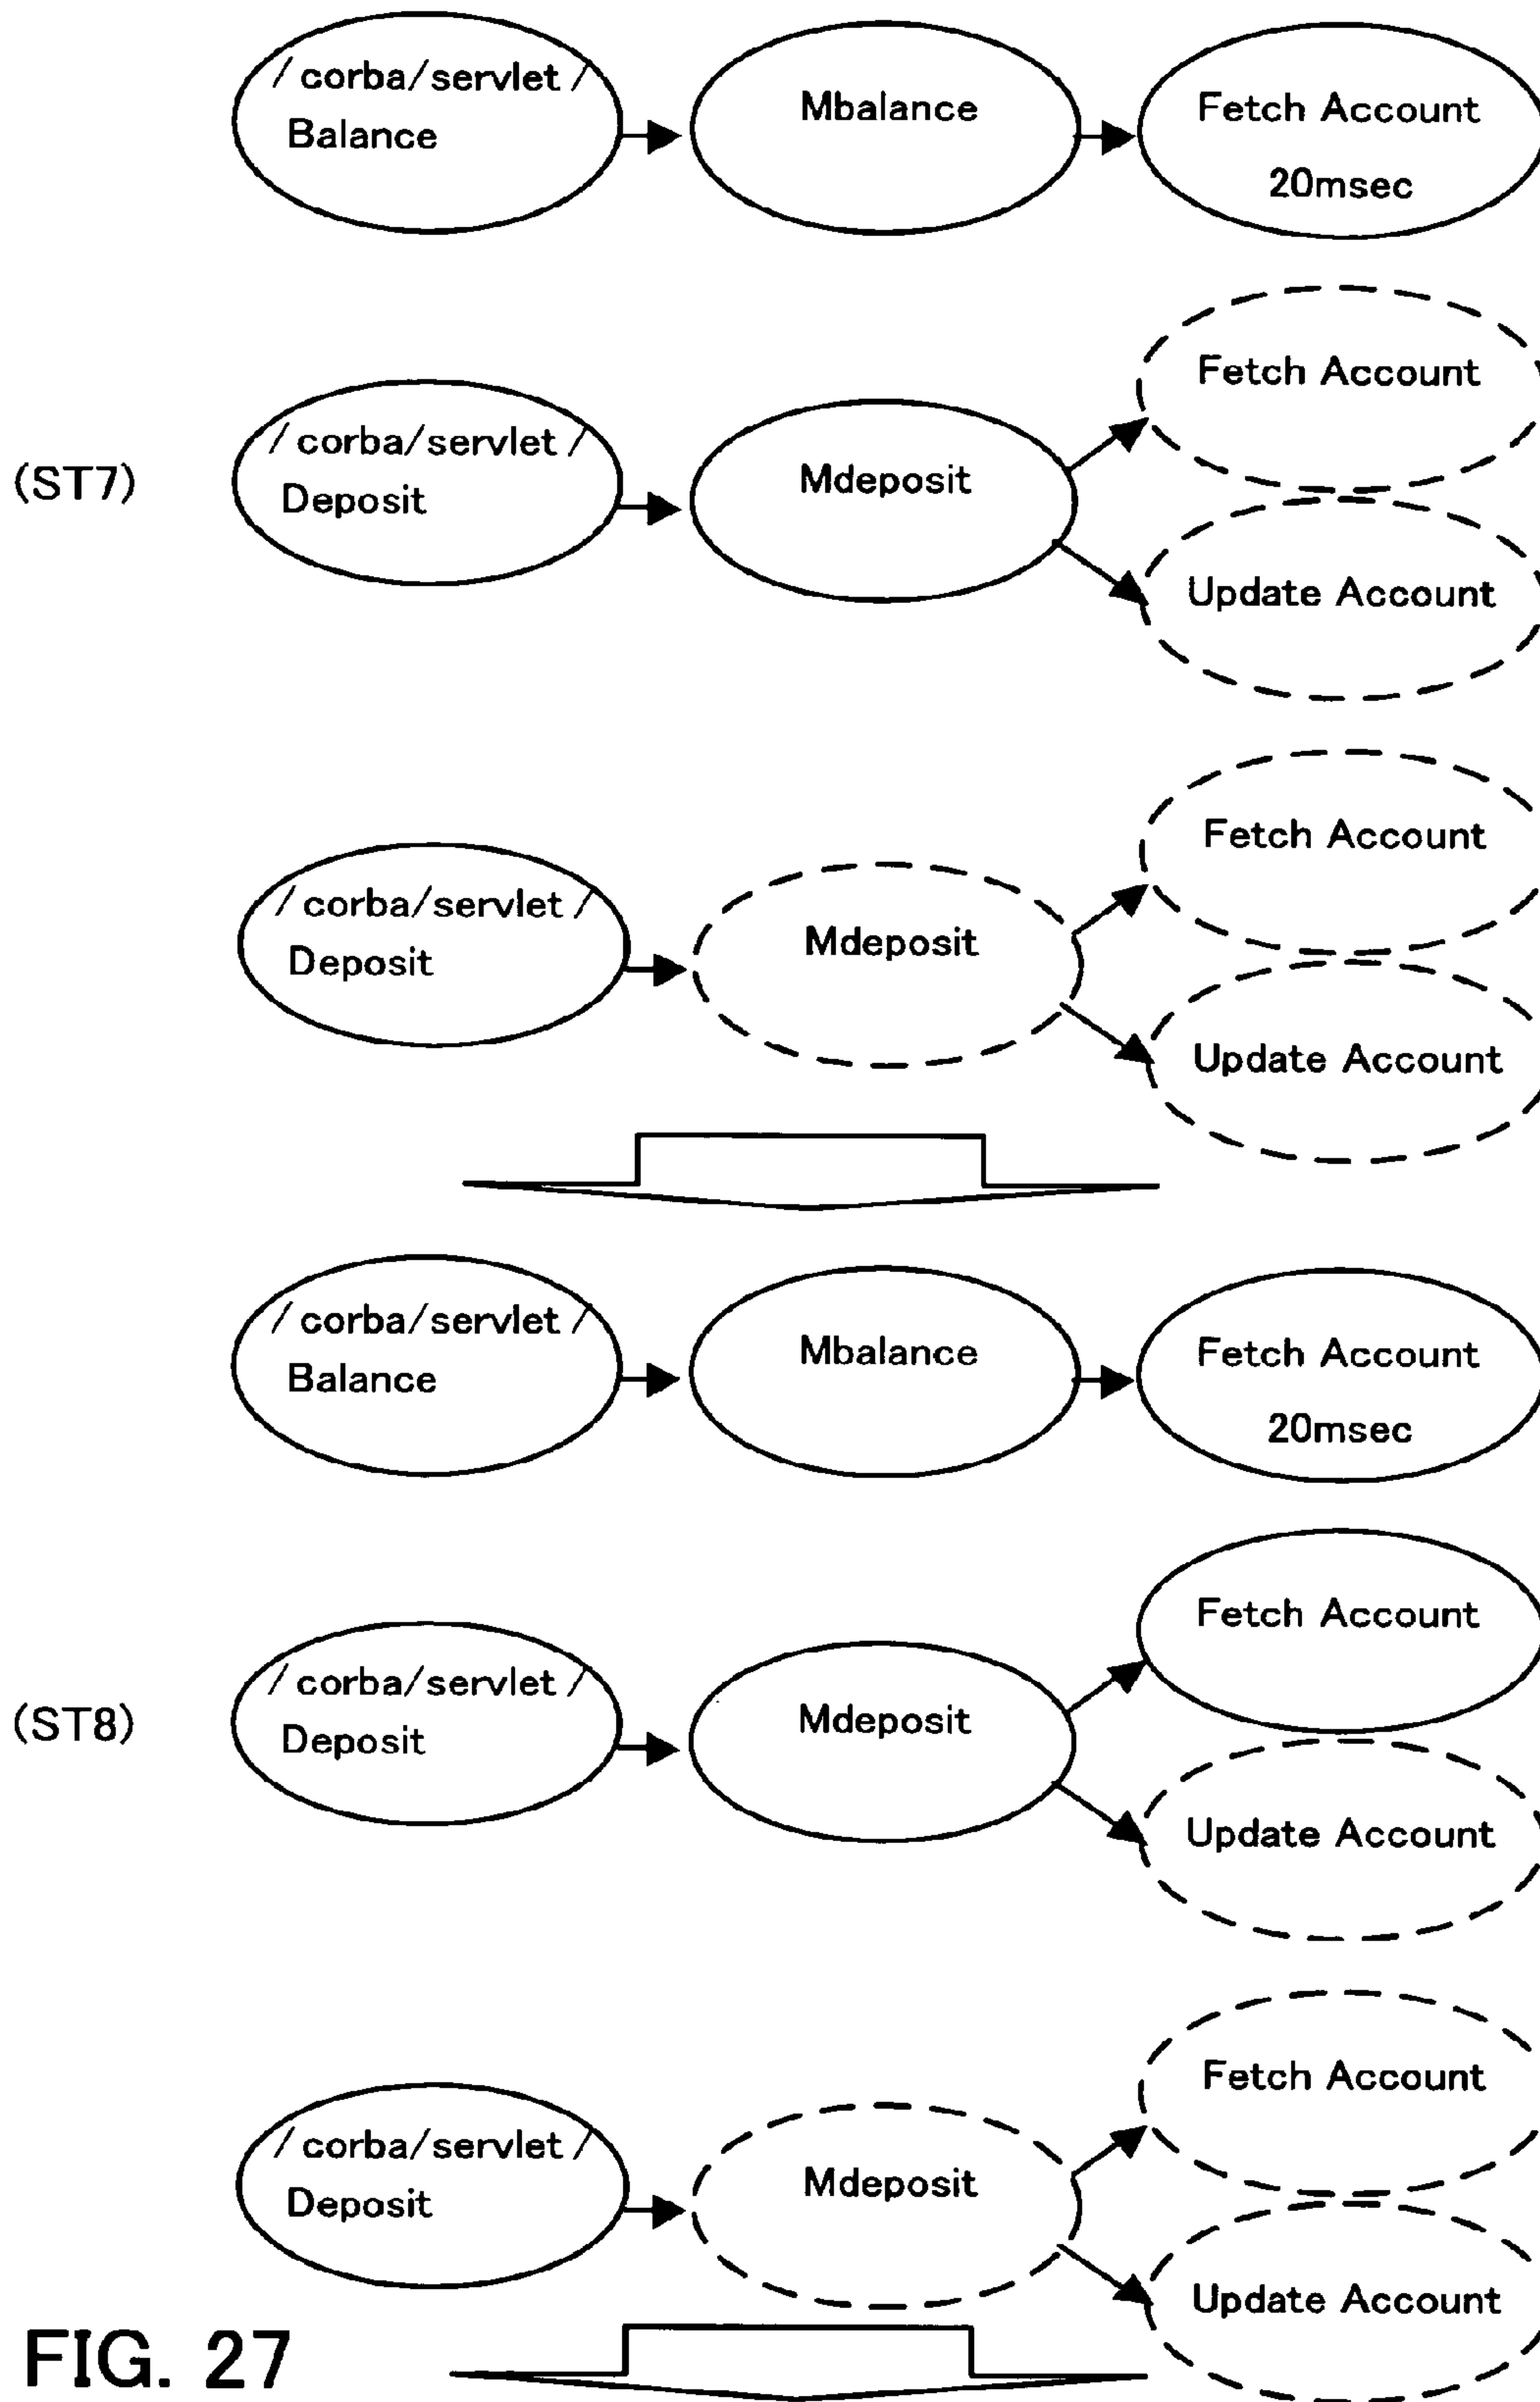 / corba/servlet /
Balance
Mbalance
Fetch Account
20msec
(ST7)
/ corba/servlet /
Deposit
Mdeposit
Fetch Account
Update Account
/ corba/servlet /
Deposit
Mdeposit
Fetch Account
Update Account
/ corba/servlet /
Balance
Mbalance
Fetch Account
20msec
(ST8)
/ corba/servlet /
Deposit
Mdeposit
Fetch Account
Update Account
/ corba/servlet /
Deposit
Mdeposit
Fetch Account
Update Account
FIG. 27